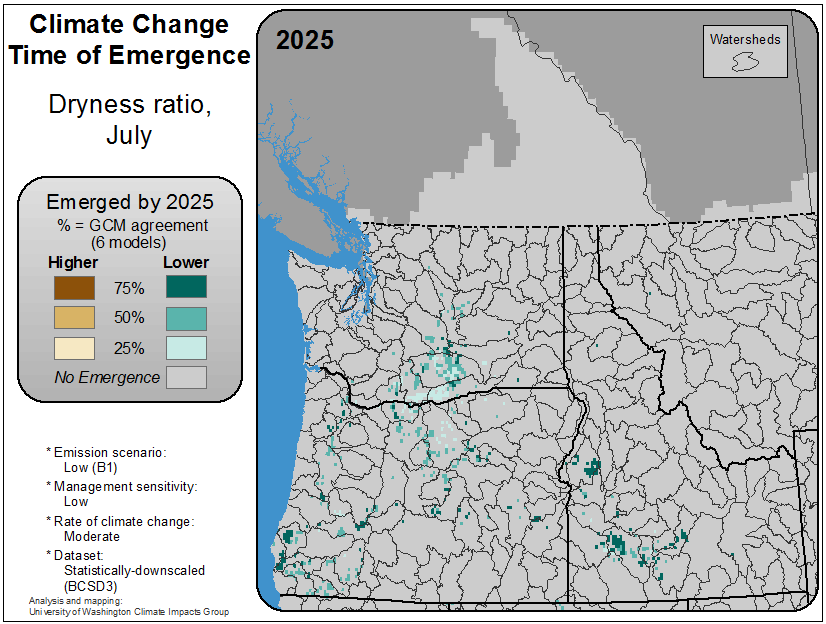 Climate Change
Time of Emergence
Dryness ratio,
July
2025
Watersheds
Emerged by 2025
% = GCM agreement
(6 models)
Higher Lower
75%
50%
25%
No Emergence
* Emission scenario:
Low (B1)
* Management sensitivity:
Low
* Rate of climate change:
Moderate
* Dataset:
Statistically-downscaled
(BCSD3)
Analysis and mapping:
University of Washington Climate Impacts Group